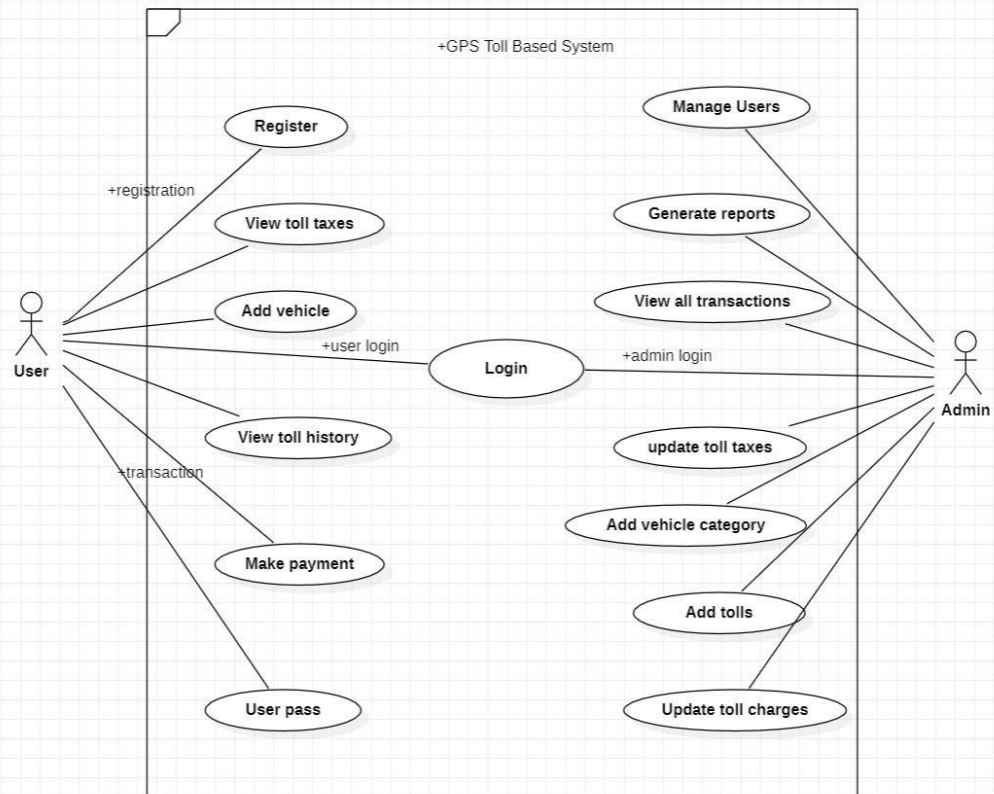 +GPS Toll Based System
Manage Users
Register
+registration
Generate reports
View toll taxes
View all transactions
Add vehicle
+user login
+admin login
Login
User
Admin
View toll history
update toll taxes
+transaction
Add vehicle category
Make payment
Add tolls
User pass
Update toll charges